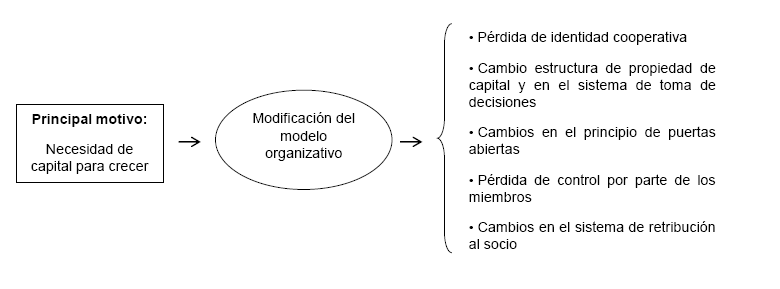 Principal motivo:
Necesidad de
capital para crecer
Modificación del
modelo
organizativo
• Pérdida de identidad cooperativa
• Cambio estructura de propiedad de
capital y en el sistema de toma de
decisiones
• Cambios en el principio de puertas
abiertas
• Pérdida de control por parte de los
miembros
• Cambios en el sistema de retribución
al socio